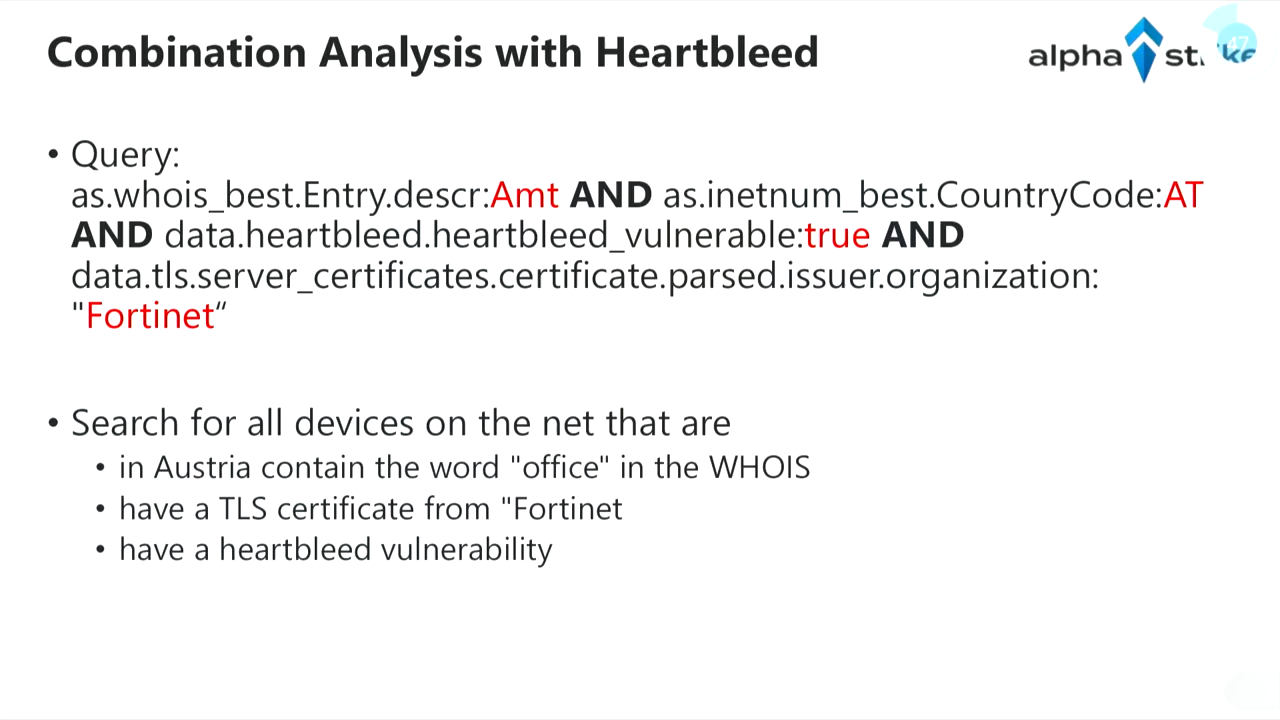 Combination Analysis with Heartbleed
alpha st
47
• Query:
as.whois_best.Entry.descr:Amt AND as.inetnum_best.CountryCode:AT
AND data.heartbleed.heartbleed_vulnerable:true AND
data.tls.server_certificates.certificate.parsed.issuer.organization:
"Fortinet“
• Search for all devices on the net that are
• in Austria contain the word "office" in the WHOIS
• have a TLS certificate from "Fortinet
• have a heartbleed vulnerability